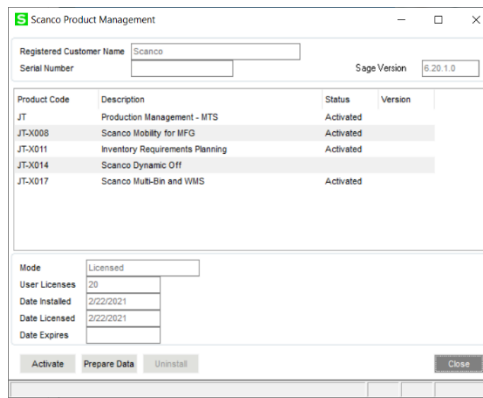 S Scanco Product Management
Registered Customer Name Scanco
Serial Number Sage Version 6.20.1.0
Product Code Description Status Version
JT Production Management - MTS Activated
JT-X008 Scanco Mobility for MFG Activated
JT-X011 Inventory Requirements Planning Activated
JT-X014 Scanco Dynamic Off
JT-X017 Scanco Multi-Bin and WMS Activated
Mode Licensed
User Licenses 20
Date Installed 2/22/2021
Date Licensed 2/22/2021
Date Expires
Activate Prepare Data Uninstall Close